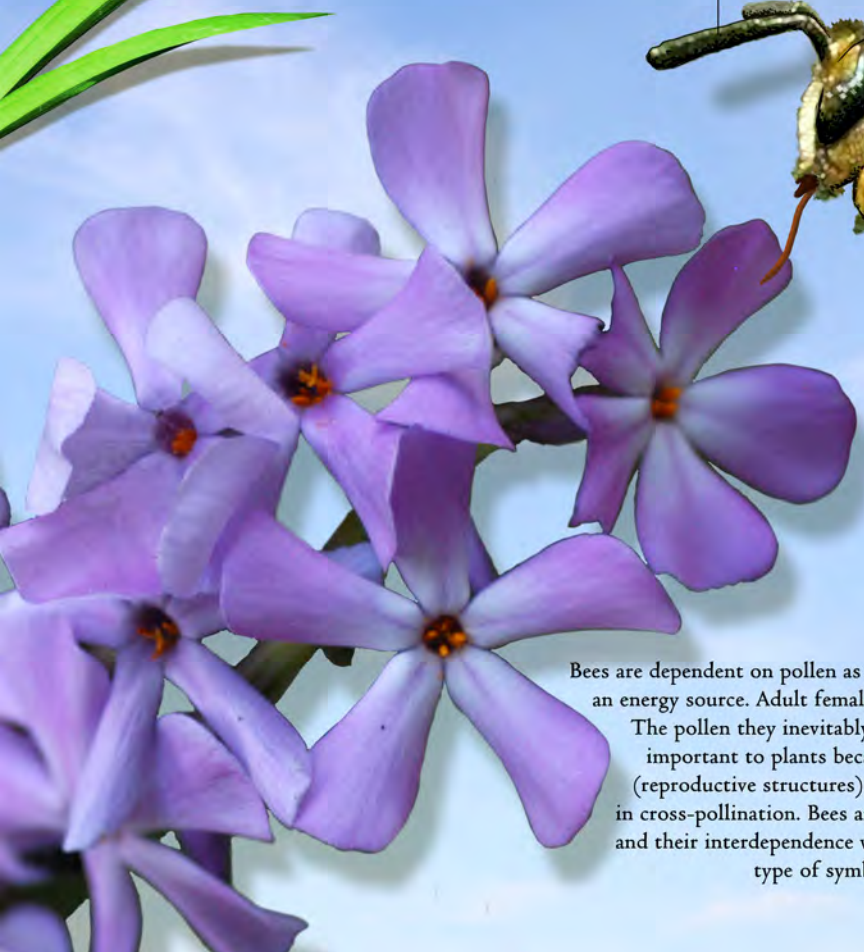 Bees are dependent on pollen as
an energy source. Adult femal
The pollen they inevitably
important to plants bec
(reproductive structures)
in cross-pollination. Bees a
and their interdependence w
type of symb